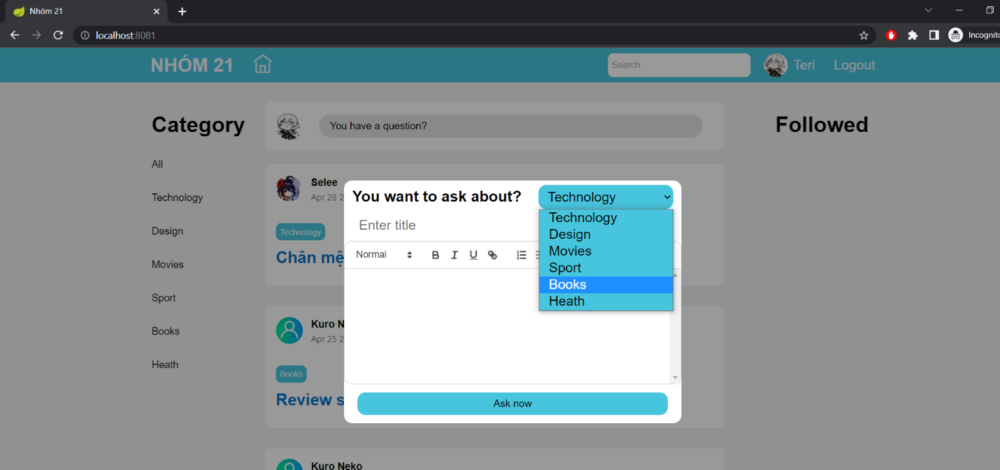 Nhóm 21
localhost:8081
Incognito
NHÓM 21
Search
Teri
Logout
Category
All
Technology
Design
Movies
Sport
Books
Heath
You have a question?
Followed
Selee
Apr 28 2
Technology
Chân mệ
Kuro N
Apr 25 2
Books
Review s
Kuro Neko
You want to ask about?
Technology
Technology
Design
Movies
Sport
Books
Heath
Enter title
Normal
B I U
Ask now